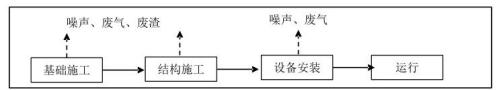 噪声、废气、废渣
噪声、废气
基础施工
结构施工
设备安装
运行